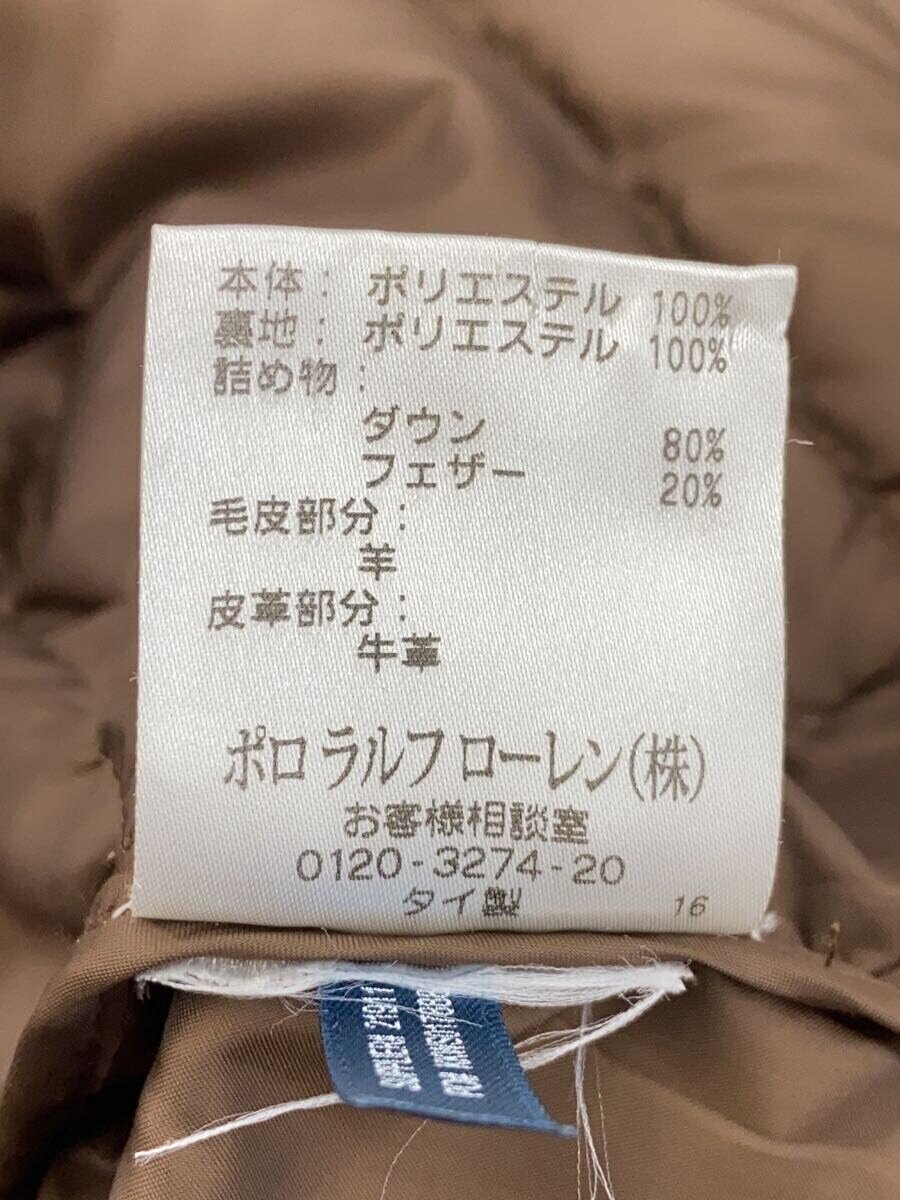 本体: ポリエステル 100%
裏地: ポリエステル 100%
詰め物:
ダウン 80%
フェザー 20%
毛皮部分:
羊
皮革部分:
牛革
ポロ ラルフ ローレン(株)
お客様相談室
0120-3274-20
タイ製 16